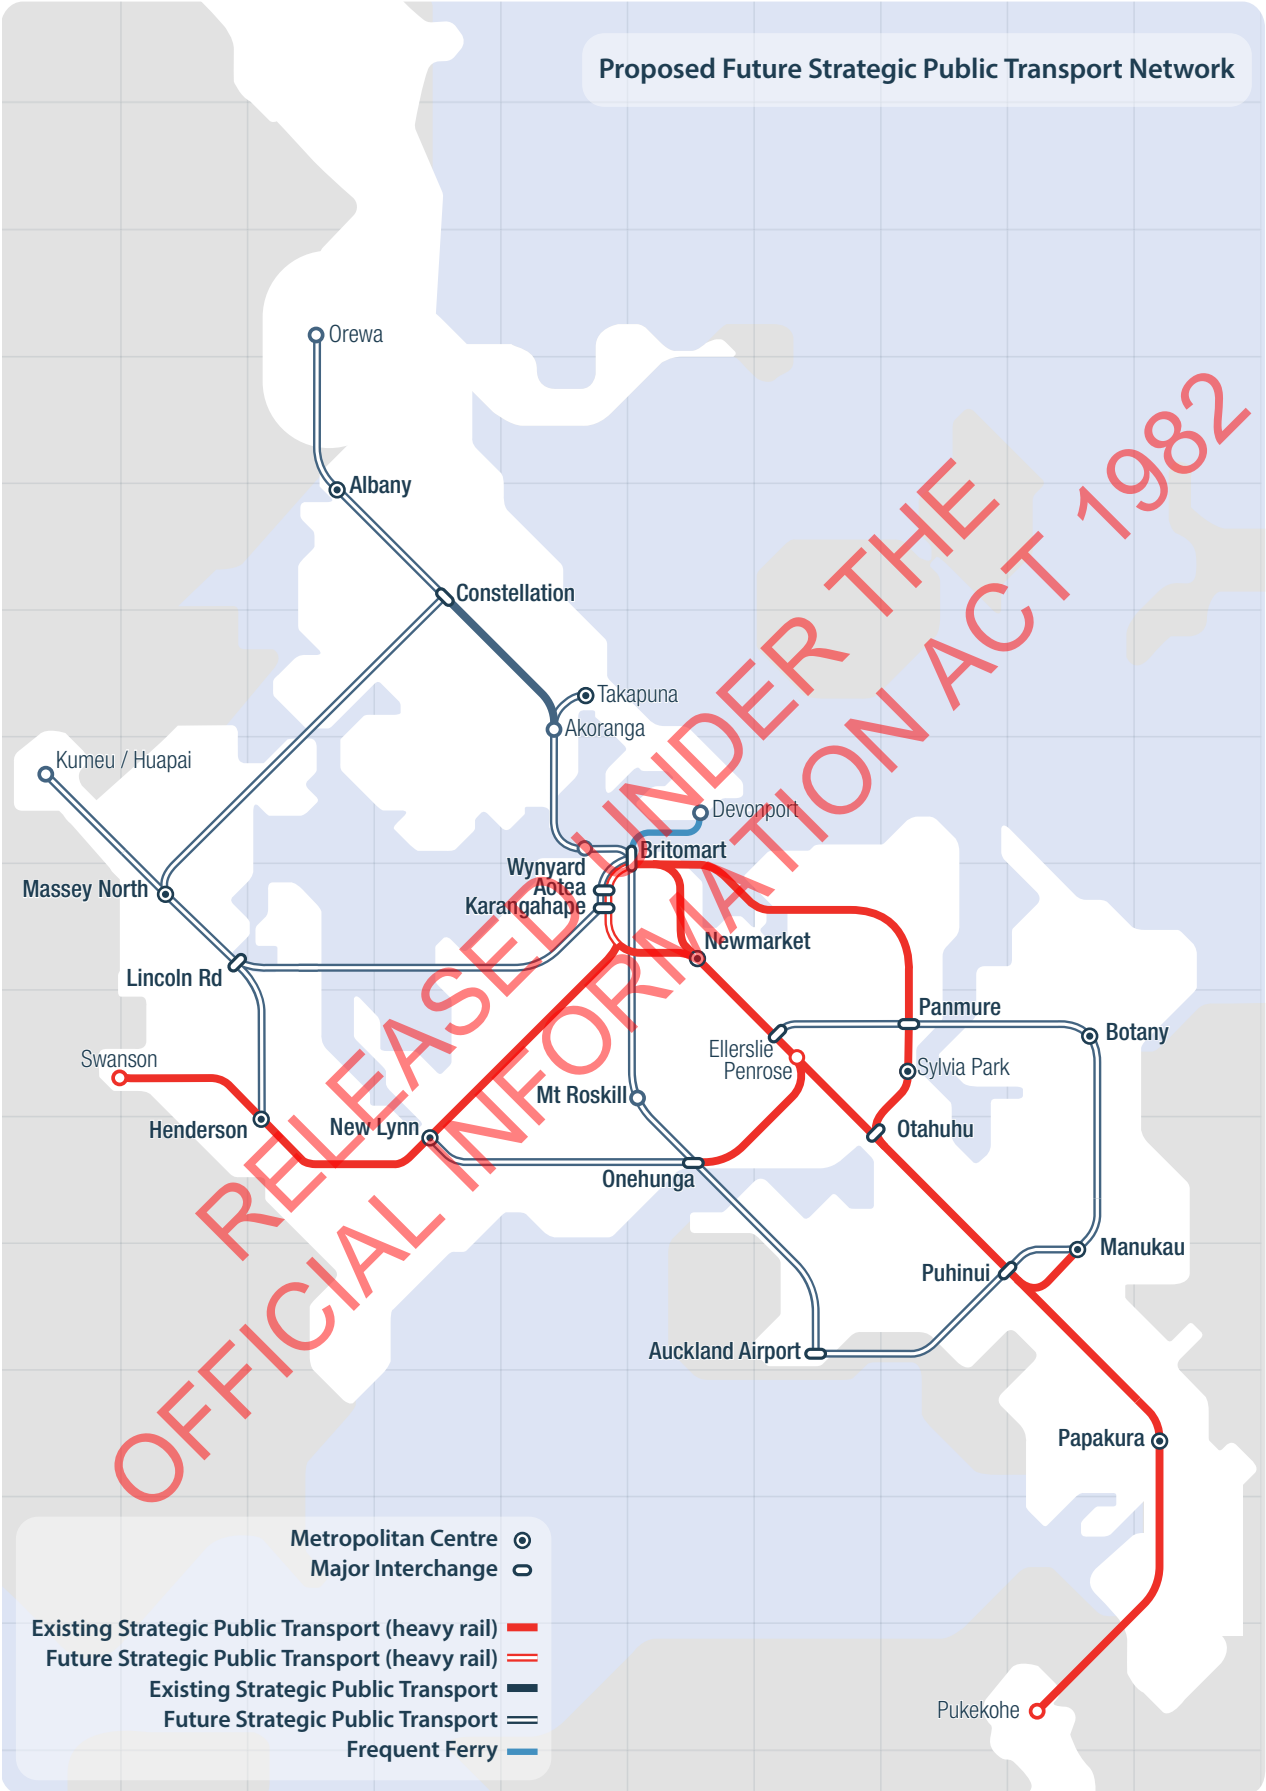 Proposed Future Strategic Public Transport Network
Orewa
Albany
Constellation
Takapuna
Akoranga
Kumeu / Huapai
Devonport
Britomart
Wynyard
Aotea
Karangahape
Massey North
Newmarket
Lincoln Rd
Panmure
Botany
Ellerslie
Penrose
Swanson
Sylvia Park
Mt Roskill
Henderson
New Lynn
Otahuhu
Onehunga
Manukau
Puhinui
Auckland Airport
Papakura
Pukekohe
RELEASED UNDER THE
OFFICIAL INFORMATION ACT 1982
Metropolitan Centre
Major Interchange
Existing Strategic Public Transport (heavy rail)
Future Strategic Public Transport (heavy rail)
Existing Strategic Public Transport
Future Strategic Public Transport
Frequent Ferry